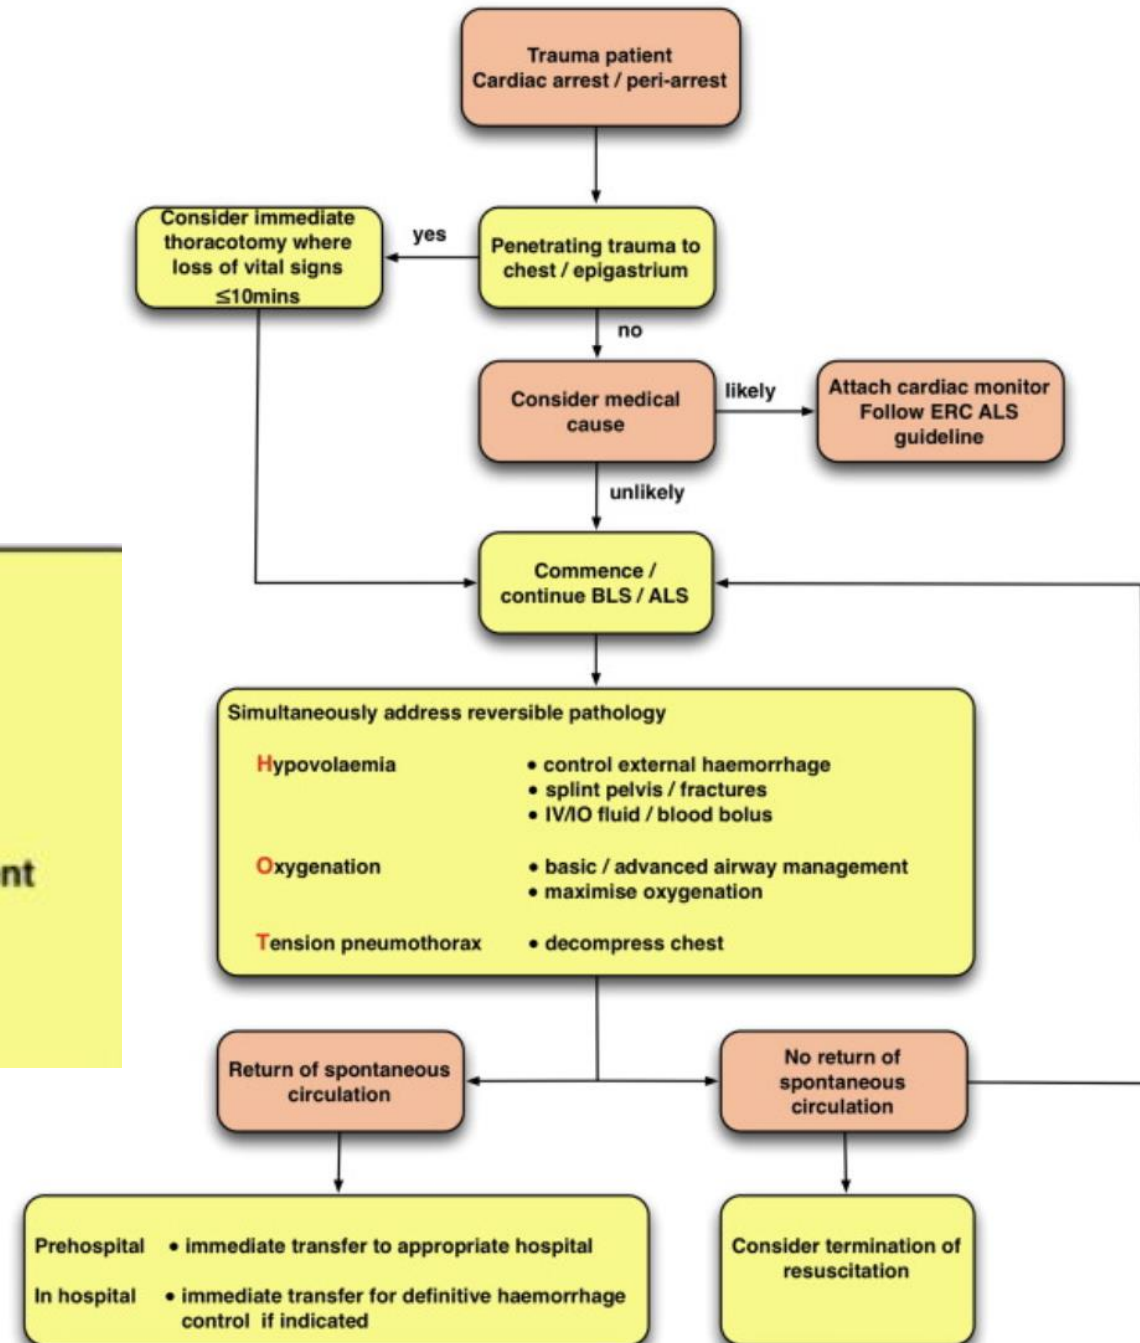 Trauma patient
Cardiac arrest / peri-arrest
Consider immediate
thoracotomy where
loss of vital signs
≤10mins
yes
Penetrating trauma to
chest / epigastrium
no
Consider medical
cause
likely
Attach cardiac monitor
Follow ERC ALS
guideline
unlikely
Commence /
continue BLS / ALS
Simultaneously address reversible pathology
Hypovolaemia • control external haemorrhage
• splint pelvis / fractures
• IV/IO fluid / blood bolus
nt
Oxygenation • basic / advanced airway management
• maximise oxygenation
Tension pneumothorax • decompress chest
Return of spontaneous
circulation
No return of
spontaneous
circulation
Prehospital • immediate transfer to appropriate hospital
In hospital • immediate transfer for definitive haemorrhage
control if indicated
Consider termination of
resuscitation